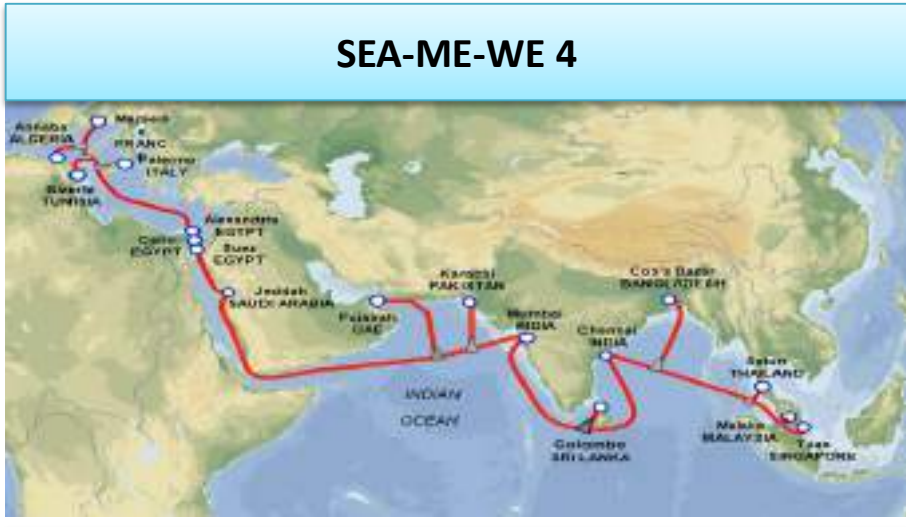 SEA-ME-WE 4
Annaba
ALGERIA
FRANC
Palermo
ITALY
Bizerte
TUNISIA
Alexandria
EGYPT
Cairo
EGYPT
Suez
EGYPT
Jeddah
SAUDI ARABIA
Fujairah
UAE
Karachi
PAKISTAN
Mumbai
INDIA
Chennai
INDIA
Cox's Bazar
BANGLADESH
Satun
THAILAND
Melaka
MALAYSIA
Tuas
SINGAPORE
Colombo
SRI LANKA
INDIAN
OCEAN